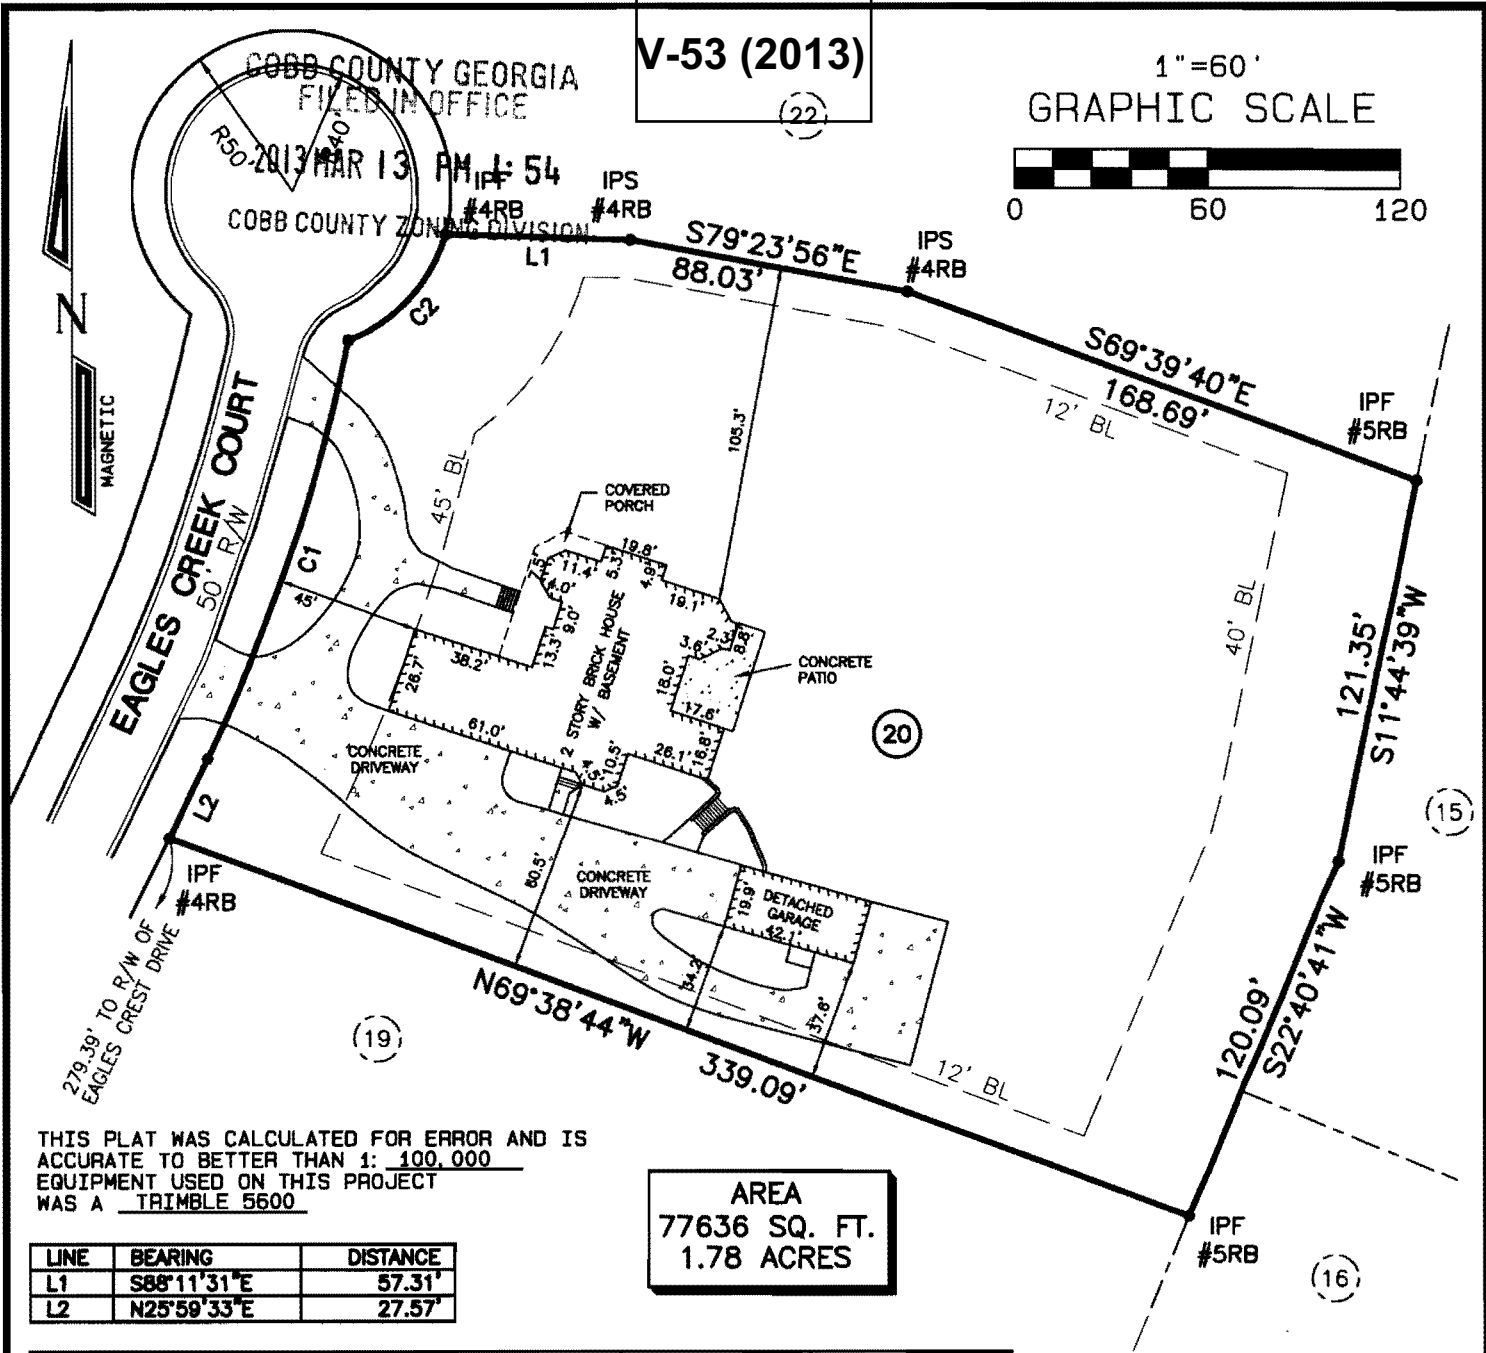 V-53 (2013)
22
1"=60'
GRAPHIC SCALE
0 60 120
COBB COUNTY GEORGIA
FILED IN OFFICE
2013 MAR 13 PM 1:54
COBB COUNTY ZONING DIVISION
R50'
R40'
IPF
#4RB
IPS
#4RB
L1
S79°23'56"E
88.03'
IPS
#4RB
S69°39'40"E
168.69'
12' BL
IPF
#5RB
N
MAGNETIC
C2
EAGLES CREEK COURT
50' R/W
C1
45'
45' BL
105.3'
COVERED
PORCH
7.5'
11.4'
5.3'
19.8'
4.9'
4.0'
9.0'
19.1'
13.3'
38.2'
26.7'
61.0'
2 STORY BRICK HOUSE
W/ BASEMENT
3.6'
2.3'
8.8'
18.0'
17.6'
CONCRETE
PATIO
26.1'
16.8'
10.5'
4.5'
CONCRETE
DRIVEWAY
20
40' BL
121.35'
S11°44'39"W
15
IPF
#5RB
L2
IPF
#4RB
279.39' TO R/W OF
EAGLES CREST DRIVE
60.5'
CONCRETE
DRIVEWAY
DETACHED
GARAGE
19.9'
42.1'
34.2'
37.8'
N69°38'44"W
339.09'
12' BL
120.09'
S22°40'41"W
19
IPF
#5RB
16
THIS PLAT WAS CALCULATED FOR ERROR AND IS
ACCURATE TO BETTER THAN 1: 100,000
EQUIPMENT USED ON THIS PROJECT
WAS A TRIMBLE 5600
AREA
77636 SQ. FT.
1.78 ACRES
LINE BEARING DISTANCE
L1 S88°11'31"E 57.31'
L2 N25°59'33"E 27.57'